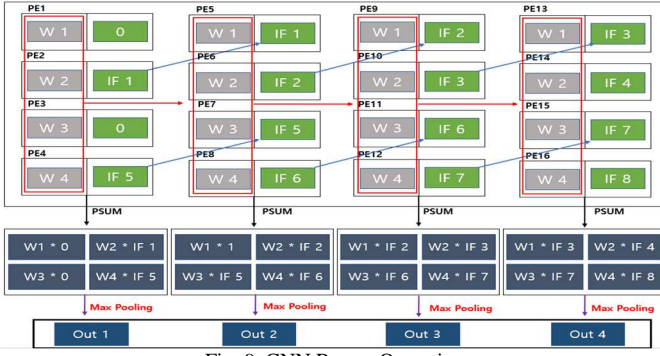 PE1 PE5 PE9 PE13
W 1 0 W 1 IF 1 W 1 IF 2 W 1 IF 3
PE2 PE6 PE10 PE14
W 2 IF 1 W 2 IF 2 W 2 IF 3 W 2 IF 4
PE3 PE7 PE11 PE15
W 3 0 W 3 IF 5 W 3 IF 6 W 3 IF 7
PE4 PE8 PE12 PE16
W 4 IF 5 W 4 IF 6 W 4 IF 7 W 4 IF 8
PSUM PSUM PSUM PSUM
W1 * 0 W2 * IF 1 W1 * 1 W2 * IF 2 W1 * IF 2 W2 * IF 3 W1 * IF 3 W2 * IF 4
W3 * 0 W4 * IF 5 W3 * IF 5 W4 * IF 6 W3 * IF 6 W4 * IF 7 W3 * IF 7 W4 * IF 8
Max Pooling Max Pooling Max Pooling Max Pooling
Out 1 Out 2 Out 3 Out 4